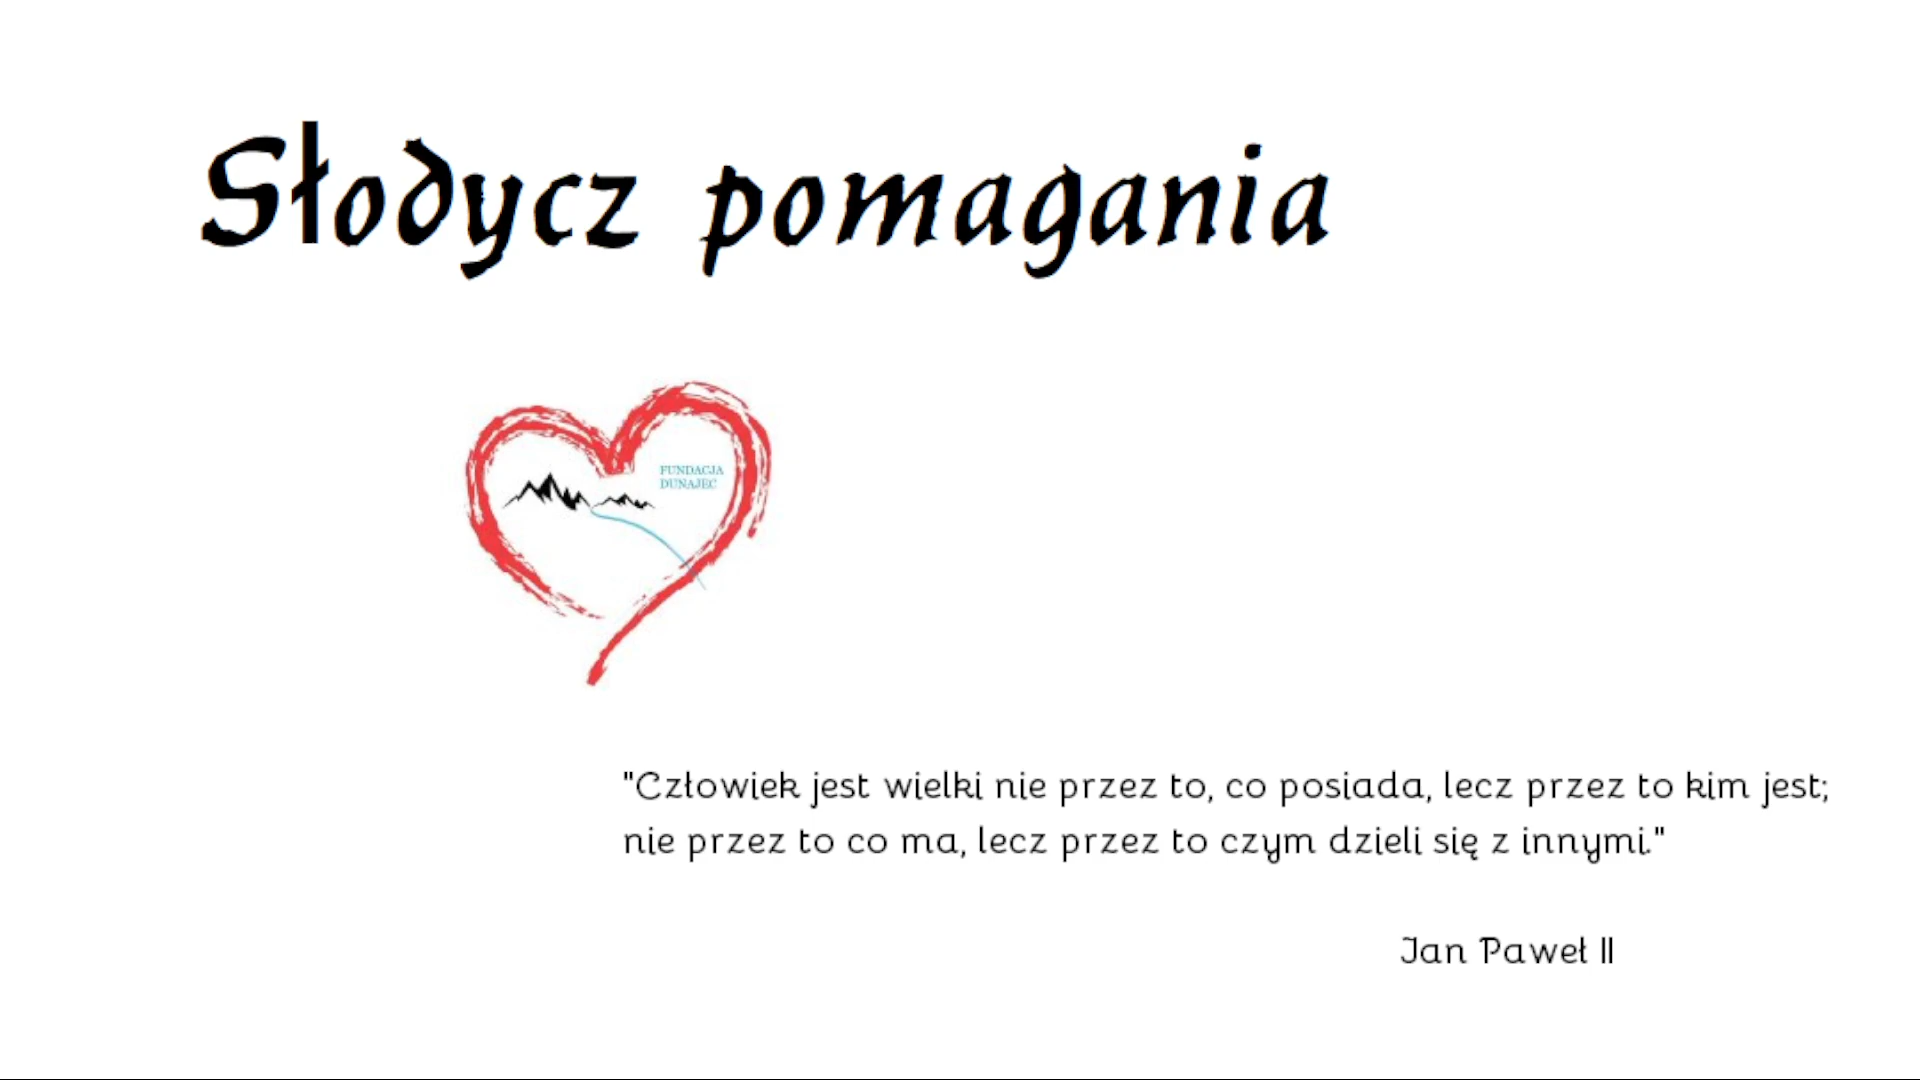 Słodycz pomagania
FUNDACJA
DUNAJEC
"Człowiek jest wielki nie przez to, co posiada, lecz przez to kim jest;
nie przez to co ma, lecz przez to czym dzieli się z innymi."
Jan Paweł II